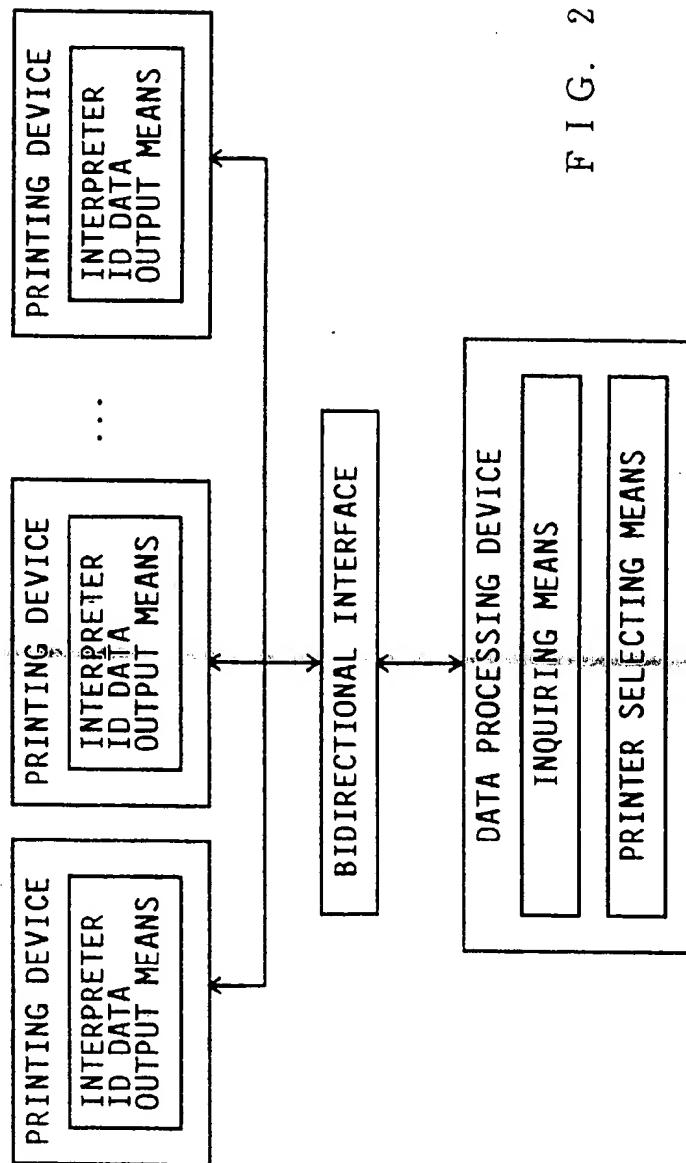 PRINTING DEVICE
INTERPRETER
ID DATA
OUTPUT MEANS
PRINTING DEVICE
INTERPRETER
ID DATA
OUTPUT MEANS
...
PRINTING DEVICE
INTERPRETER
ID DATA
OUTPUT MEANS
BIDIRECTIONAL INTERFACE
DATA PROCESSING DEVICE
INQUIRING MEANS
PRINTER SELECTING MEANS
FIG. 2